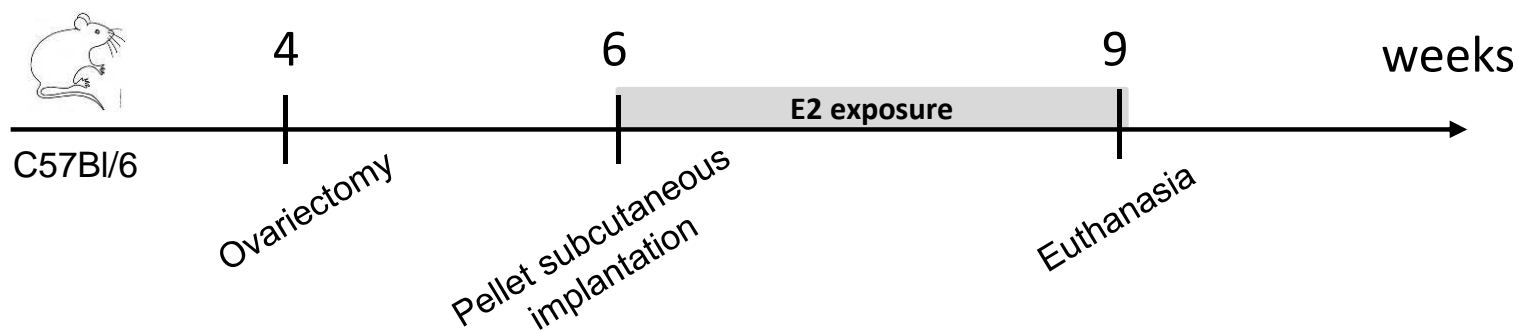 4
6
9
weeks
E2 exposure
C57Bl/6
Ovariectomy
Pellet subcutaneous
implantation
Euthanasia